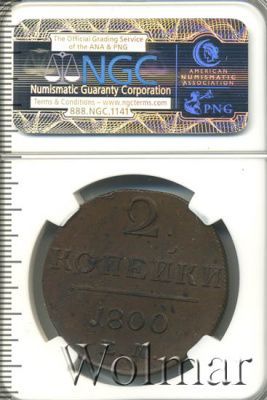 The Official Grading Service
of the ANA & PNG
NGC
Numismatic Guaranty Corporation
Terms & Conditions – www.ngcterms.com
888.NGC.1141
AMERICAN
NUMISMATIC
ASSOCIATION
PNG
2
КОПЕЙКИ
1800
Wolmar